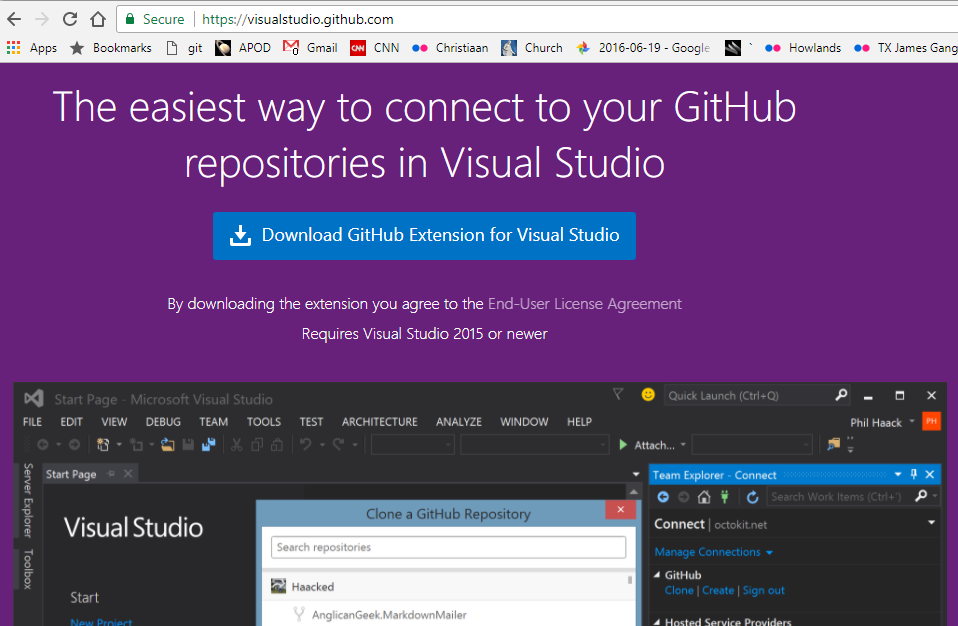 Secure https://visualstudio.github.com
Apps Bookmarks git APOD Gmail CNN Christiaan Church 2016-06-19 - Google ` Howlands TX James Gang
The easiest way to connect to your GitHub
repositories in Visual Studio
Download GitHub Extension for Visual Studio
By downloading the extension you agree to the End-User License Agreement
Requires Visual Studio 2015 or newer
Start Page - Microsoft Visual Studio
Quick Launch (Ctrl+Q)
FILE EDIT VIEW DEBUG TEAM TOOLS TEST ARCHITECTURE ANALYZE WINDOW HELP
Phil Haack PH
Attach...
Server Explorer
Toolbox
Start Page
Visual Studio
Start
New Project
Clone a GitHub Repository
Search repositories
Haacked
AnglicanGeek.MarkdownMailer
Team Explorer - Connect
Search Work Items (Ctrl+')
Connect | octokit.net
Manage Connections
GitHub
Clone | Create | Sign out
Hosted Service Providers